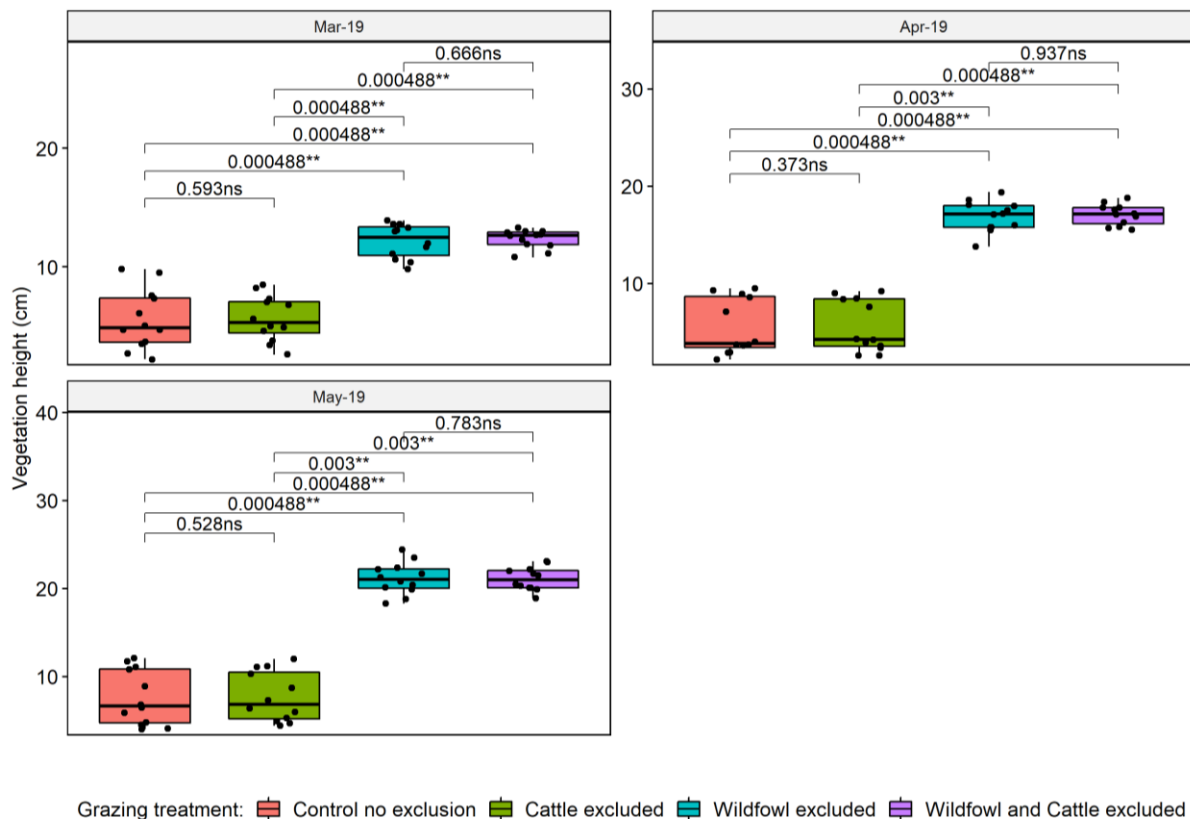 Mar-19
0.666ns
0.000488**
0.000488**
0.000488**
0.000488**
0.593ns
20
10
Apr-19
0.937ns
0.000488**
0.003**
0.000488**
0.000488**
0.373ns
30
20
10
Vegetation height (cm)
May-19
0.783ns
0.003**
0.003**
0.000488**
0.000488**
0.528ns
40
30
20
10
Grazing treatment: Control no exclusion Cattle excluded Wildfowl excluded Wildfowl and Cattle excluded